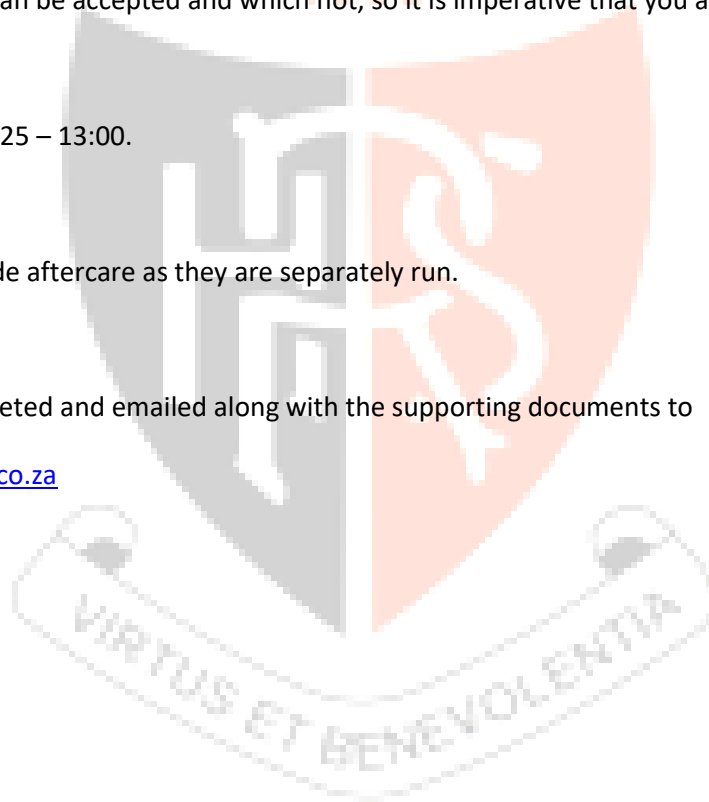 an be accepted and which not, so it is imperative that you a
25 – 13:00.
de aftercare as they are separately run.
eted and emailed along with the supporting documents to
co.za
VIRTUS ET BENEVOLENTIA